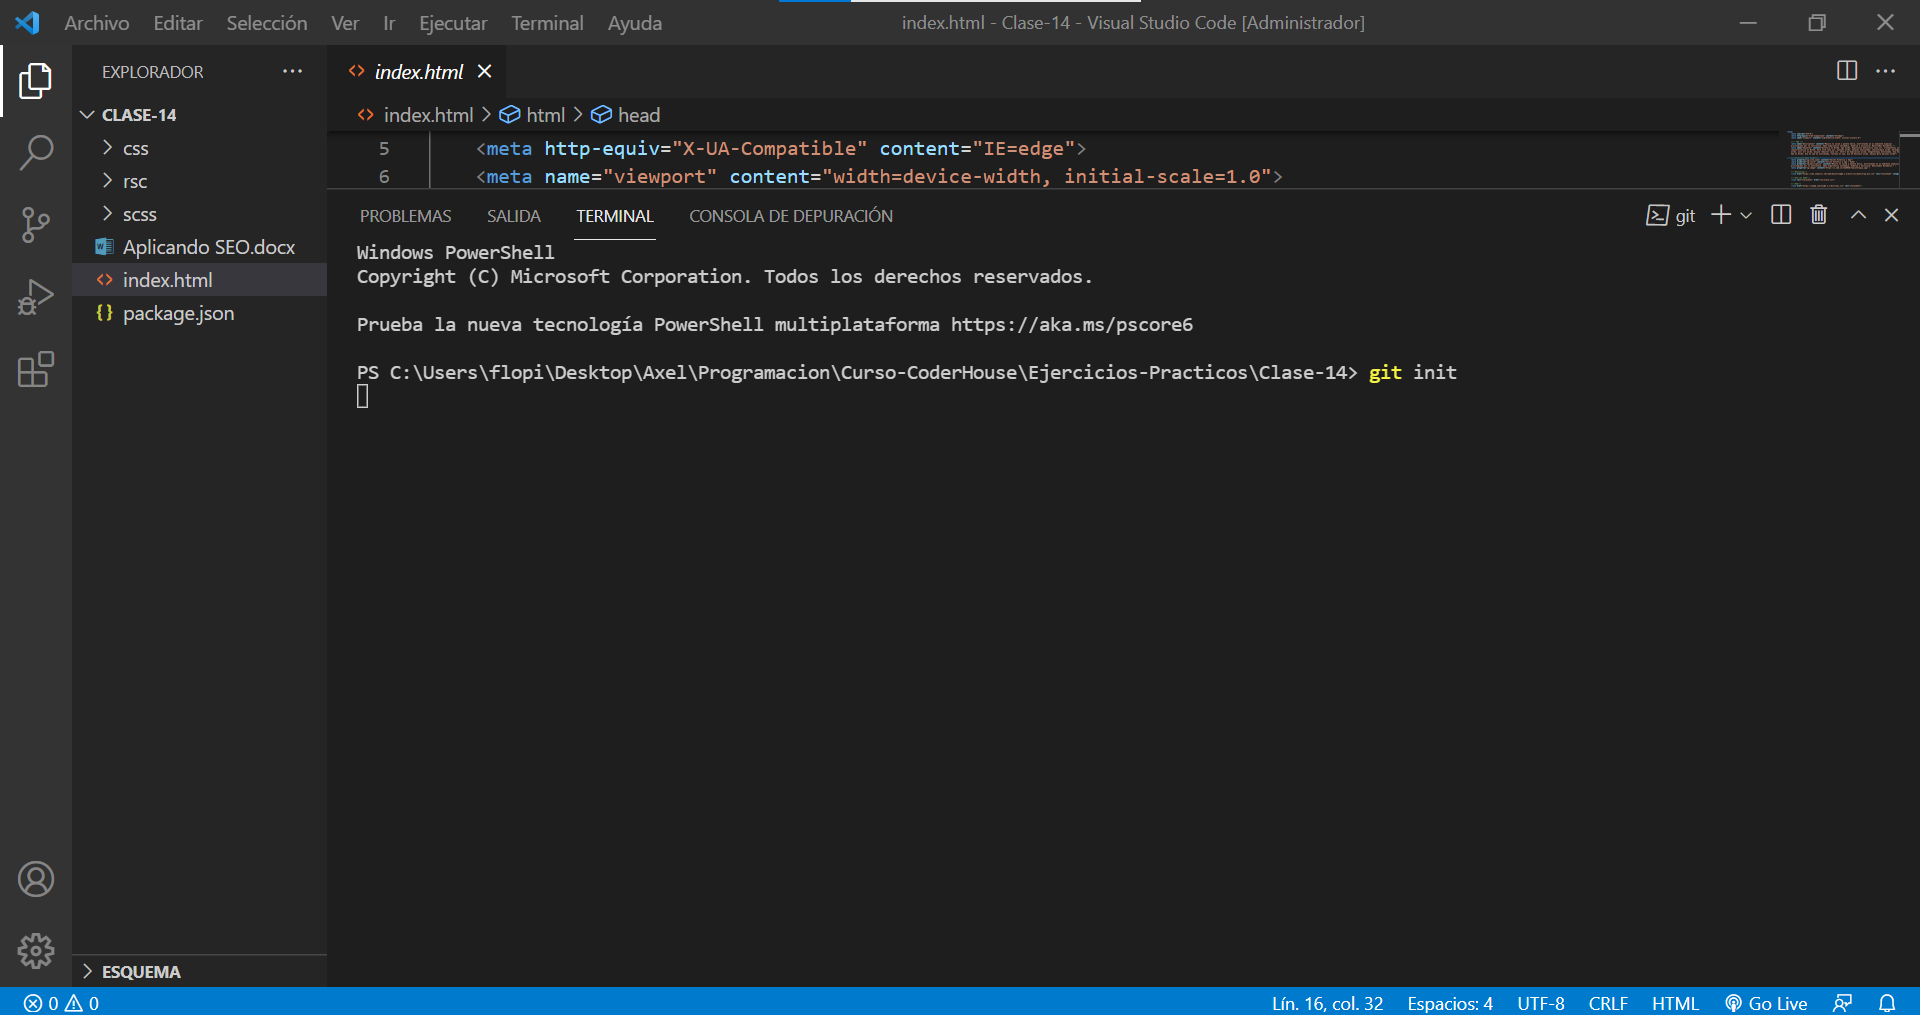 Archivo Editar Selección Ver Ir Ejecutar Terminal Ayuda
index.html - Clase-14 - Visual Studio Code [Administrador]
EXPLORADOR
CLASE-14
css
rsc
scss
Aplicando SEO.docx
index.html
package.json
ESQUEMA
index.html
index.html > html > head
5 <meta http-equiv="X-UA-Compatible" content="IE=edge">
6 <meta name="viewport" content="width=device-width, initial-scale=1.0">
PROBLEMAS SALIDA TERMINAL CONSOLA DE DEPURACIÓN
git
Windows PowerShell
Copyright (C) Microsoft Corporation. Todos los derechos reservados.
Prueba la nueva tecnología PowerShell multiplataforma https://aka.ms/pscore6
PS C:\Users\flopi\Desktop\Axel\Programacion\Curso-CoderHouse\Ejercicios-Practicos\Clase-14> git init
0 0
Lín. 16, col. 32 Espacios: 4 UTF-8 CRLF HTML Go Live